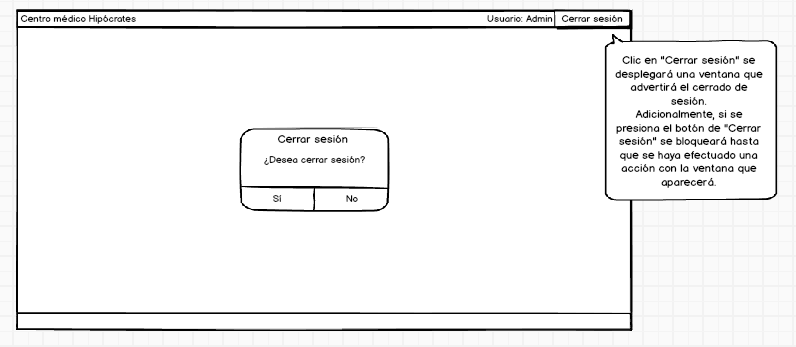 Centro médico Hipócrates
Usuario: Admin
Cerrar sesión
Clic en "Cerrar sesión" se
desplegará una ventana que
advertirá el cerrado de
sesión.
Adicionalmente, si se
presiona el botón de "Cerrar
sesión" se bloqueará hasta
que se haya efectuado una
acción con la ventana que
aparecerá.
Cerrar sesión
¿Desea cerrar sesión?
Sí
No